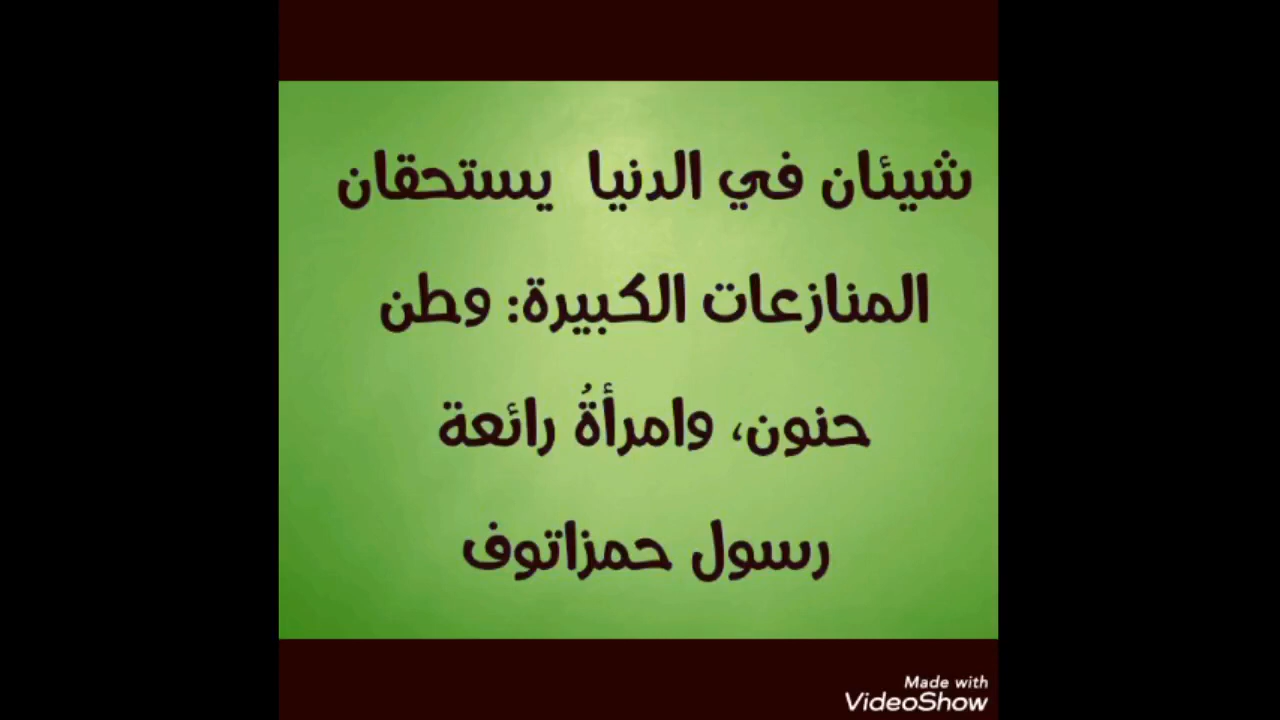 شيئان في الدنيا يستحقان
المنازعات الكبيرة: وطن
حنون، وامرأةُ رائعة
رسول حمزاتوف
Made with
VideoShow